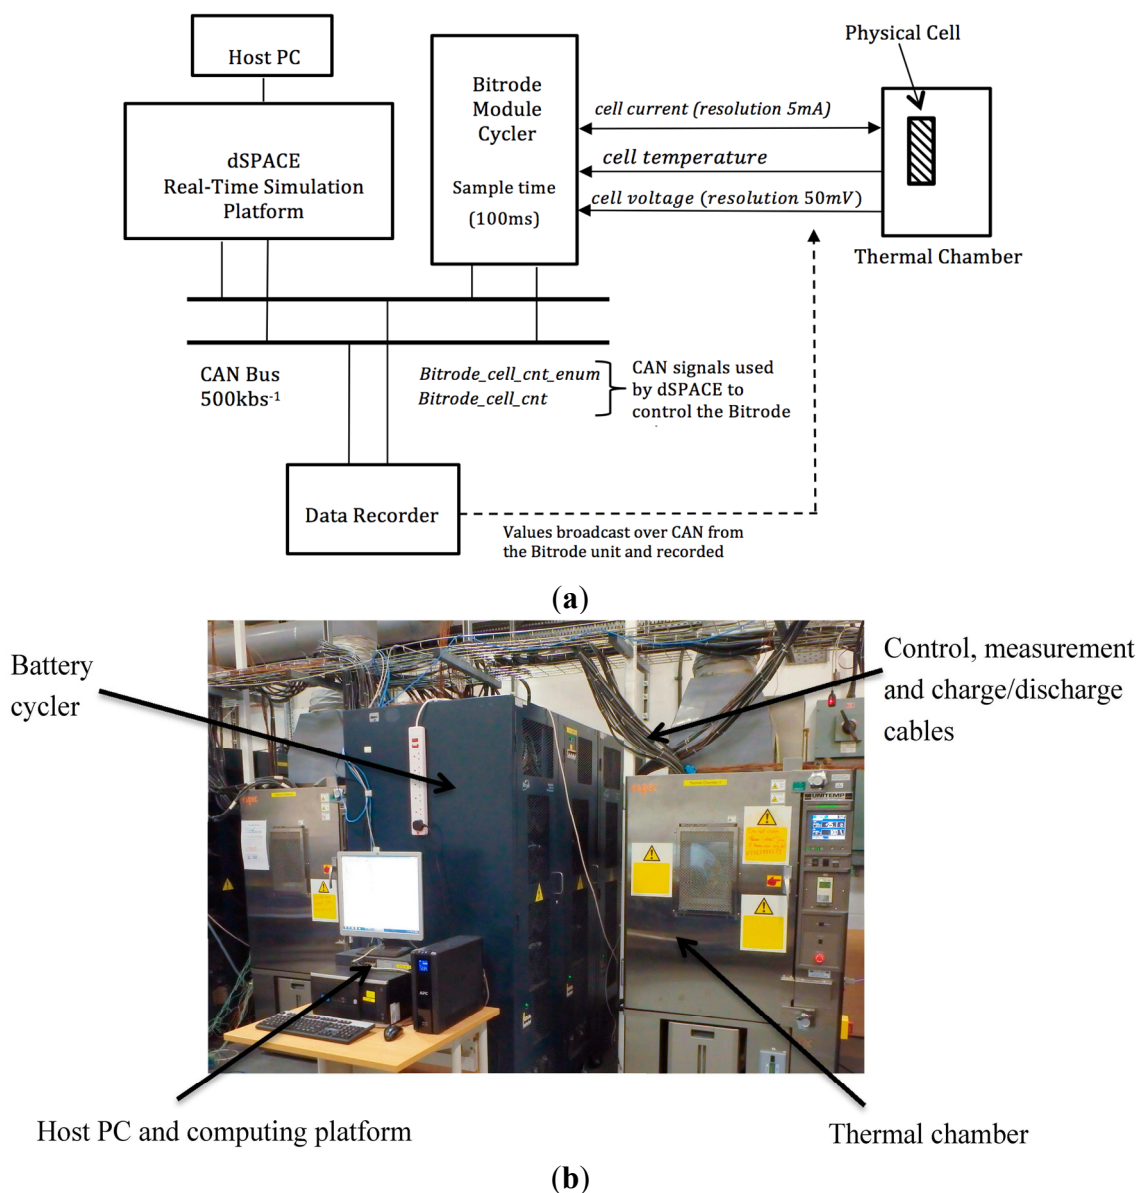 (a)
Host PC
dSPACE
Real-Time Simulation
Platform
Bitrode
Module
Cycler
Sample time
(100ms)
cell current (resolution 5mA)
cell temperature
cell voltage (resolution 50mV)
Physical Cell
Thermal Chamber
CAN Bus
500kbs-1
Bitrode_cell_cnt_enum
Bitrode_cell_cnt
CAN signals used
by dSPACE to
control the Bitrode
Data Recorder
Values broadcast over CAN from
the Bitrode unit and recorded
(a)
Battery
cycler
Control, measurement
and charge/discharge
cables
UNITEMP
APC
Host PC and computing platform
Thermal chamber
(b)